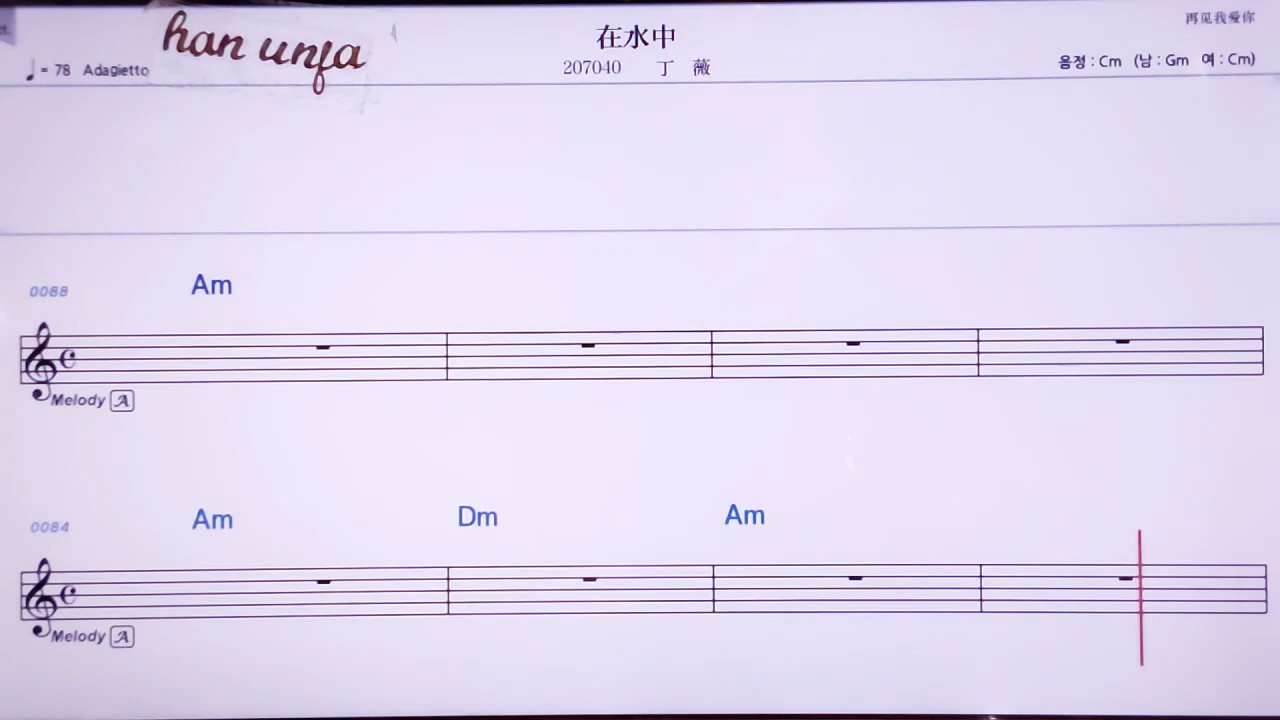 han unfa
在水中
再见我爱你
♩= 78 Adagietto
207040 丁 薇
음정 : Cm (남 : Gm 여 : Cm)
0088 Am
Melody A
0084 Am Dm Am
Melody A